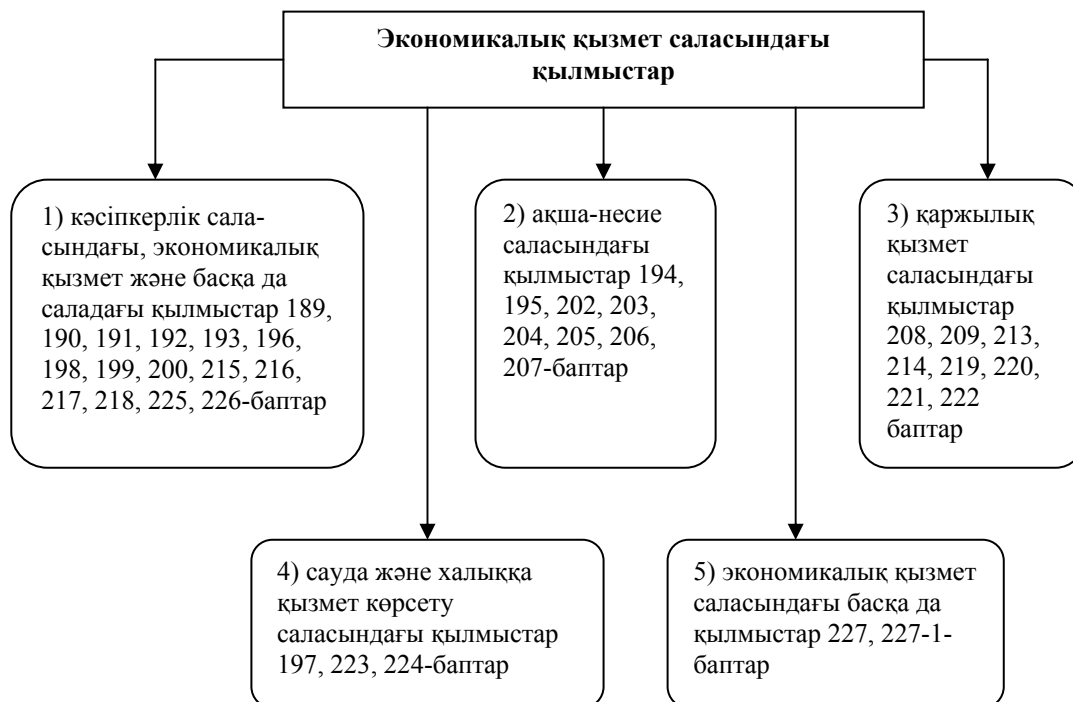 Экономикалық қызмет саласындағы
қылмыстар
1) кәсіпкерлік сала-
сындағы, экономикалық
қызмет және басқа да
саладағы қылмыстар 189,
190, 191, 192, 193, 196,
198, 199, 200, 215, 216,
217, 218, 225, 226-баптар
2) ақша-несие
саласындағы
қылмыстар 194,
195, 202, 203,
204, 205, 206,
207-баптар
3) қаржылық
қызмет
саласындағы
қылмыстар
208, 209, 213,
214, 219, 220,
221, 222
баптар
4) сауда және халыққа
қызмет көрсету
саласындағы қылмыстар
197, 223, 224-баптар
5) экономикалық қызмет
саласындағы басқа да
қылмыстар 227, 227-1-
баптар